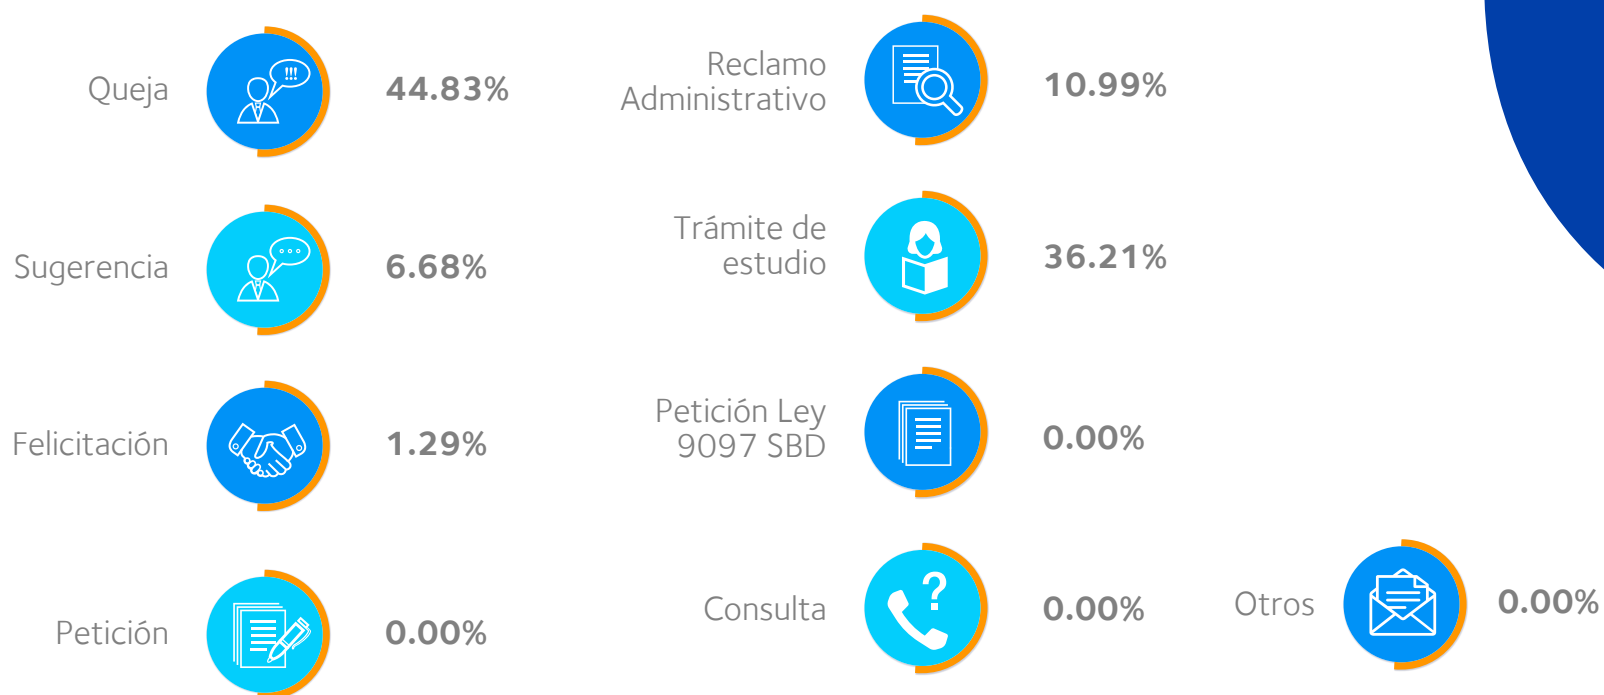 Queja
44.83%
Sugerencia
6.68%
Felicitación
1.29%
Petición
0.00%
Reclamo
Administrativo
10.99%
Trámite de
estudio
36.21%
Petición Ley
9097 SBD
0.00%
Consulta
?
0.00%
Otros
0.00%
!!!